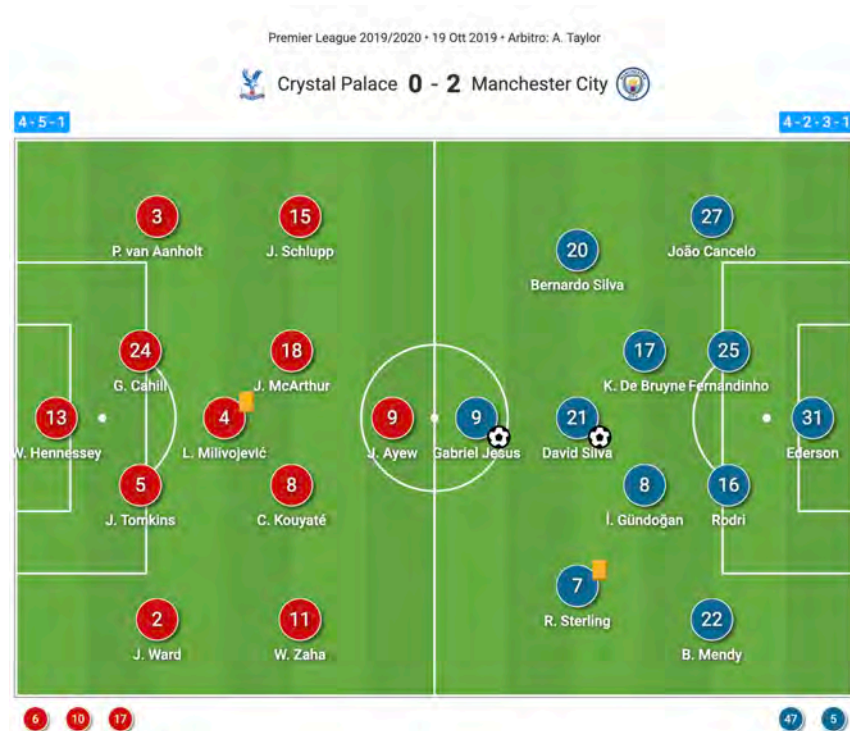 Premier League 2019/2020 • 19 Ott 2019 • Arbitro: A. Taylor
Crystal Palace 0 - 2 Manchester City
4 - 5 - 1
4 - 2 - 3 - 1
3
P. van Aanholt
15
J. Schlupp
20
Bernardo Silva
27
João Cancelo
24
G. Cahill
18
J. McArthur
17
K. De Bruyne
25
Fernandinho
13
W. Hennessey
4
L. Milivojević
9
J. Ayew
9
Gabriel Jesus
21
David Silva
31
Ederson
5
J. Tomkins
8
C. Kouyaté
8
İ. Gündoğan
16
Rodri
7
R. Sterling
2
J. Ward
11
W. Zaha
22
B. Mendy
6 10 17
47 5